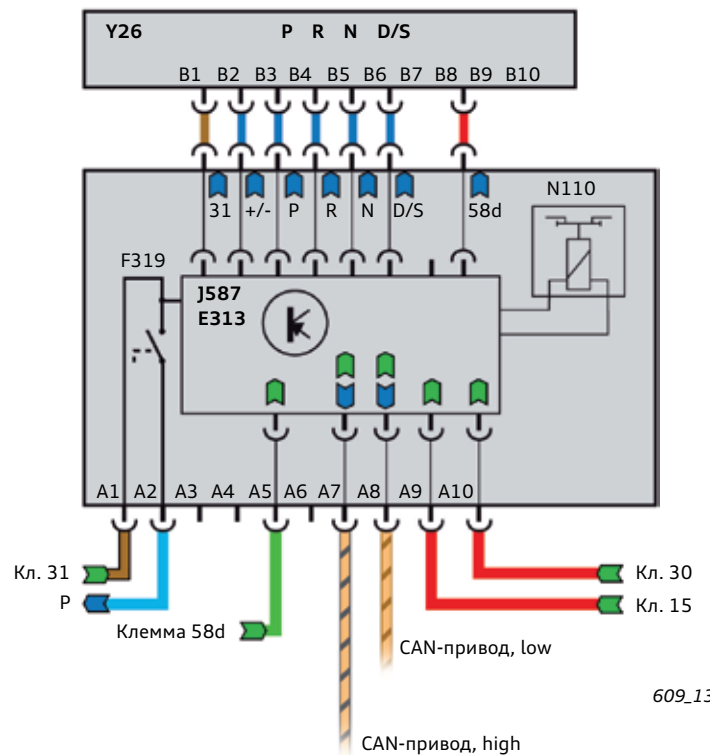 Y26 P R N D/S
B1 B2 B3 B4 B5 B6 B7 B8 B9 B10
31 +/- P R N D/S 58d
N110
F319
J587
E313
A1 A2 A3 A4 A5 A6 A7 A8 A9 A10
Кл. 31
Кл. 30
P
Кл. 15
Клемма 58d
CAN-привод, low
609_13
CAN-привод, high